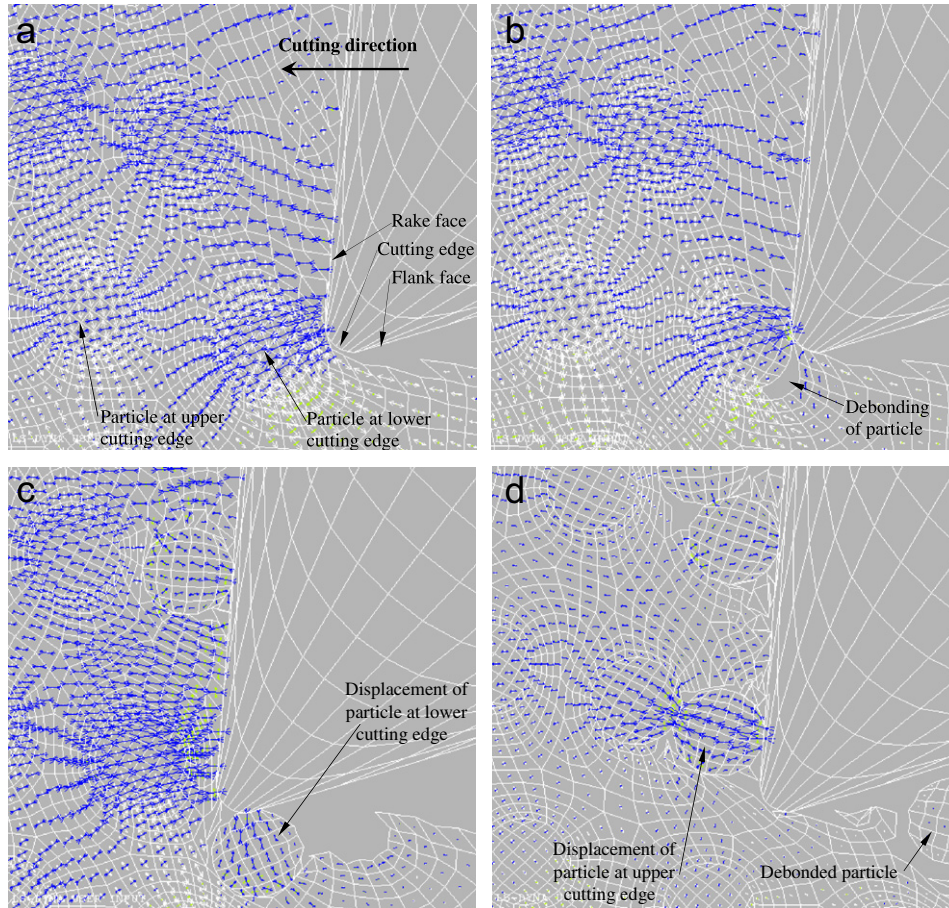 a
Cutting direction
Rake face
Cutting edge
Flank face
Particle at upper
cutting edge
Particle at lower
cutting edge
b
Debonding
of particle
c
Displacement of
particle at lower
cutting edge
d
Displacement of
particle at upper
cutting edge
Debonded particle